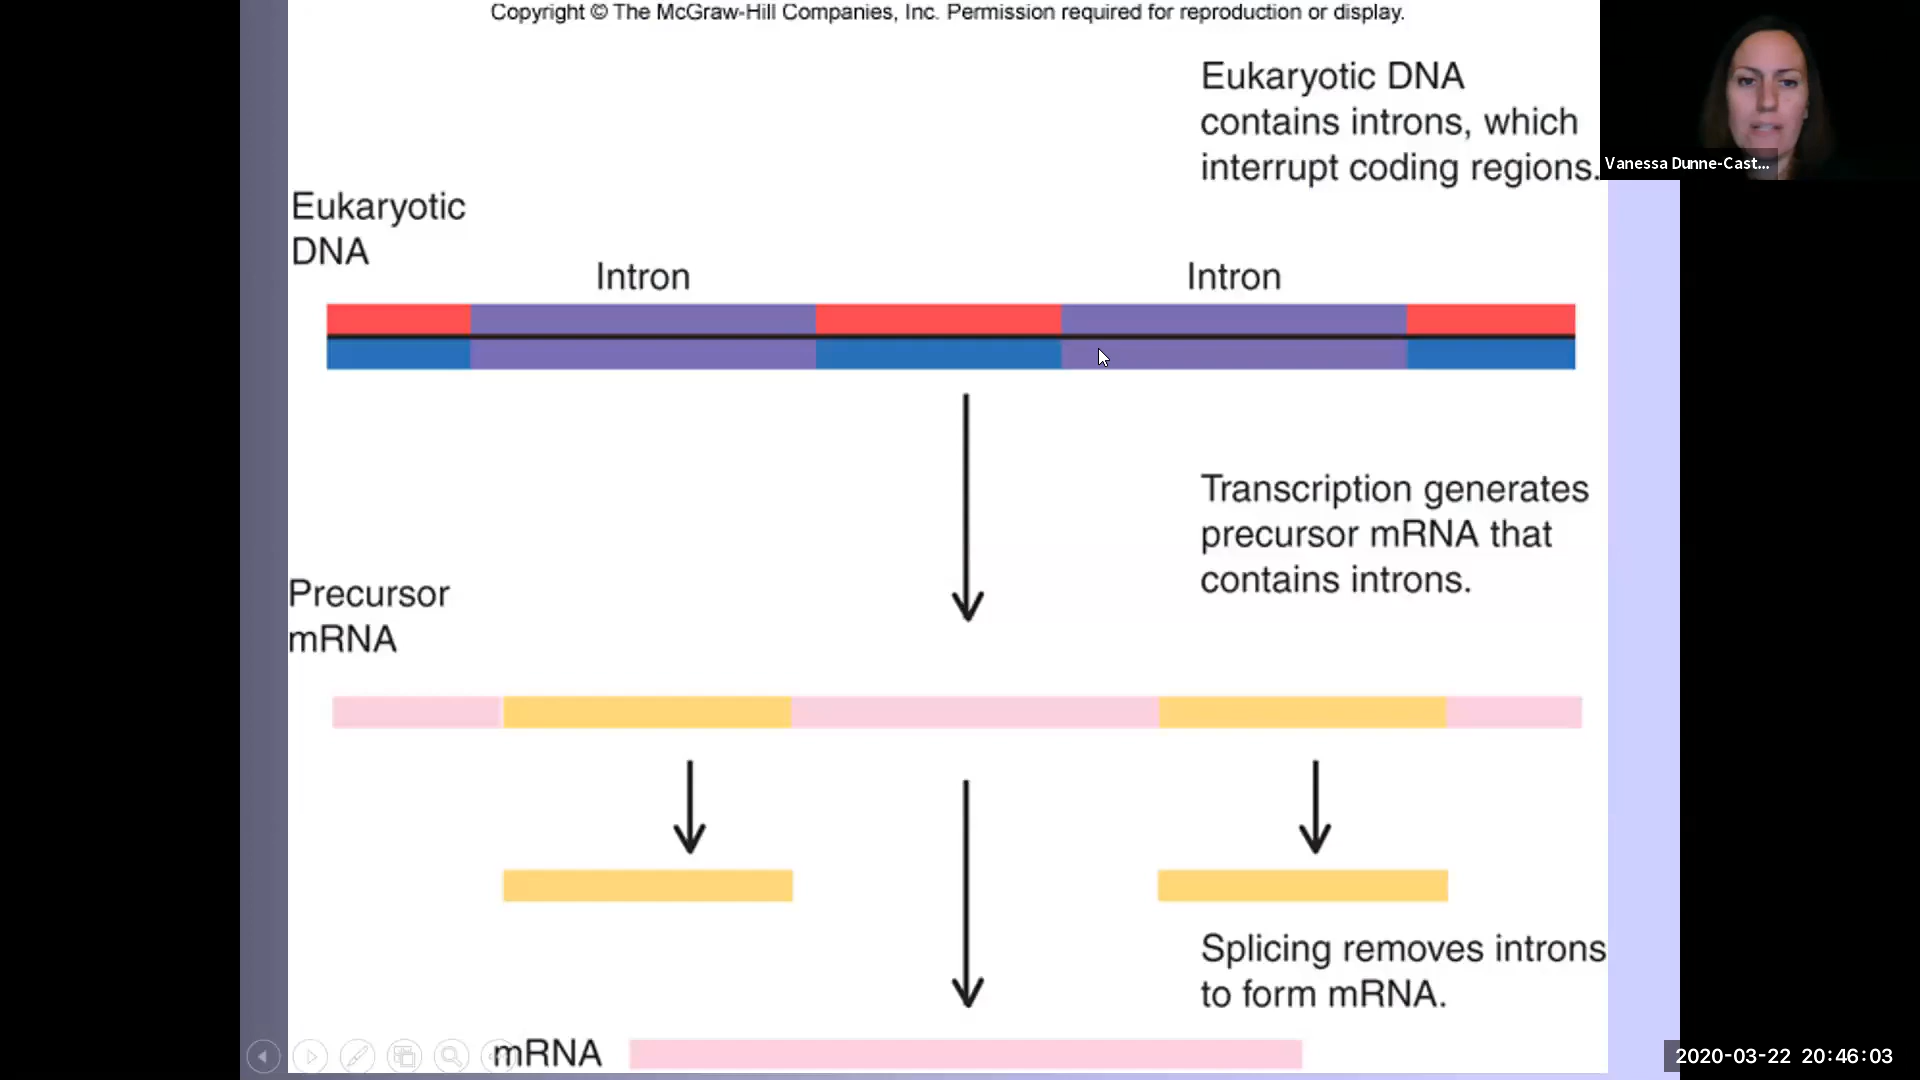 Copyright © The McGraw-Hill Companies, Inc. Permission required for reproduction or display.
Eukaryotic DNA
contains introns, which
interrupt coding regions.
Vanessa Dunne-Cast...
Eukaryotic
DNA
Intron
Intron
Transcription generates
precursor mRNA that
contains introns.
Precursor
mRNA
Splicing removes introns
to form mRNA.
mRNA
2020-03-22 20:46:03